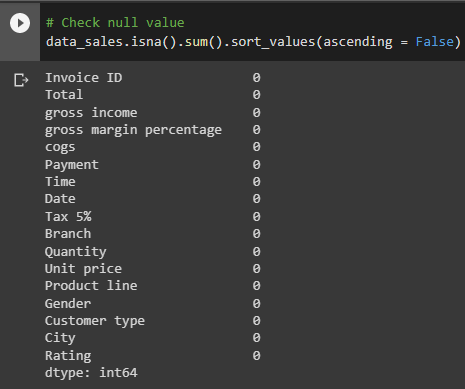 # Check null value
data_sales.isna().sum().sort_values(ascending = False)
Invoice ID 0
Total 0
gross income 0
gross margin percentage 0
cogs 0
Payment 0
Time 0
Date 0
Tax 5% 0
Branch 0
Quantity 0
Unit price 0
Product line 0
Gender 0
Customer type 0
City 0
Rating 0
dtype: int64